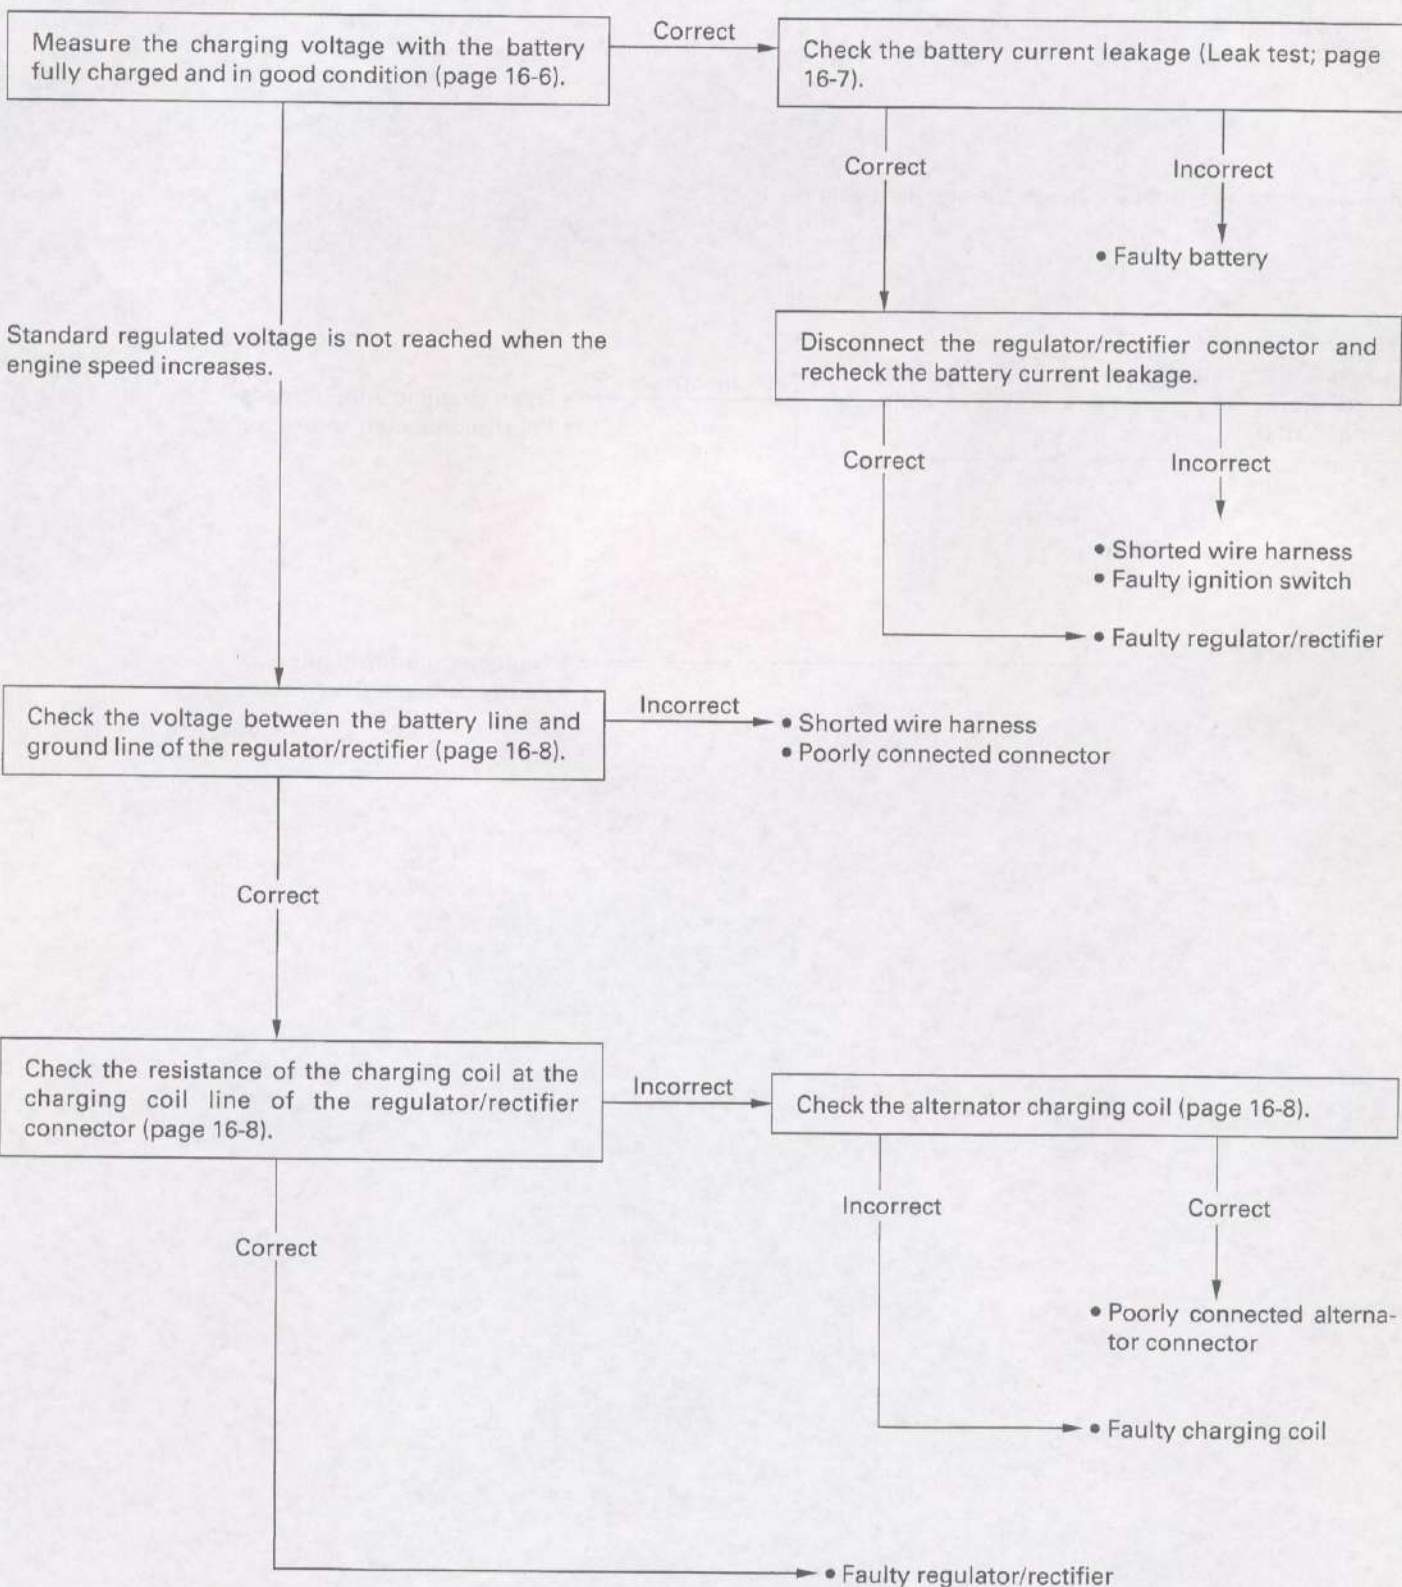 Measure the charging voltage with the battery
fully charged and in good condition (page 16-6).
Correct
Check the battery current leakage (Leak test; page
16-7).
Correct
Incorrect
• Faulty battery
Standard regulated voltage is not reached when the
engine speed increases.
Disconnect the regulator/rectifier connector and
recheck the battery current leakage.
Correct
Incorrect
• Shorted wire harness
• Faulty ignition switch
• Faulty regulator/rectifier
Check the voltage between the battery line and
ground line of the regulator/rectifier (page 16-8).
Incorrect
• Shorted wire harness
• Poorly connected connector
Correct
Check the resistance of the charging coil at the
charging coil line of the regulator/rectifier
connector (page 16-8).
Incorrect
Check the alternator charging coil (page 16-8).
Incorrect
Correct
Correct
• Poorly connected alterna-
tor connector
• Faulty charging coil
• Faulty regulator/rectifier